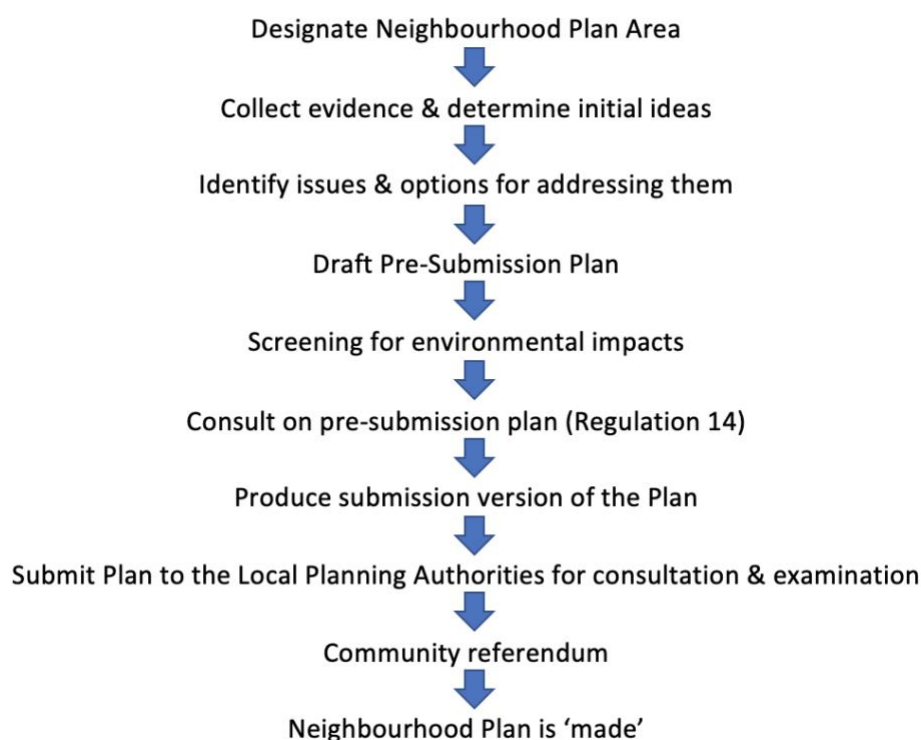 Designate Neighbourhood Plan Area
Collect evidence & determine initial ideas
Identify issues & options for addressing them
Draft Pre-Submission Plan
Screening for environmental impacts
Consult on pre-submission plan (Regulation 14)
Produce submission version of the Plan
Submit Plan to the Local Planning Authorities for consultation & examination
Community referendum
Neighbourhood Plan is ‘made’